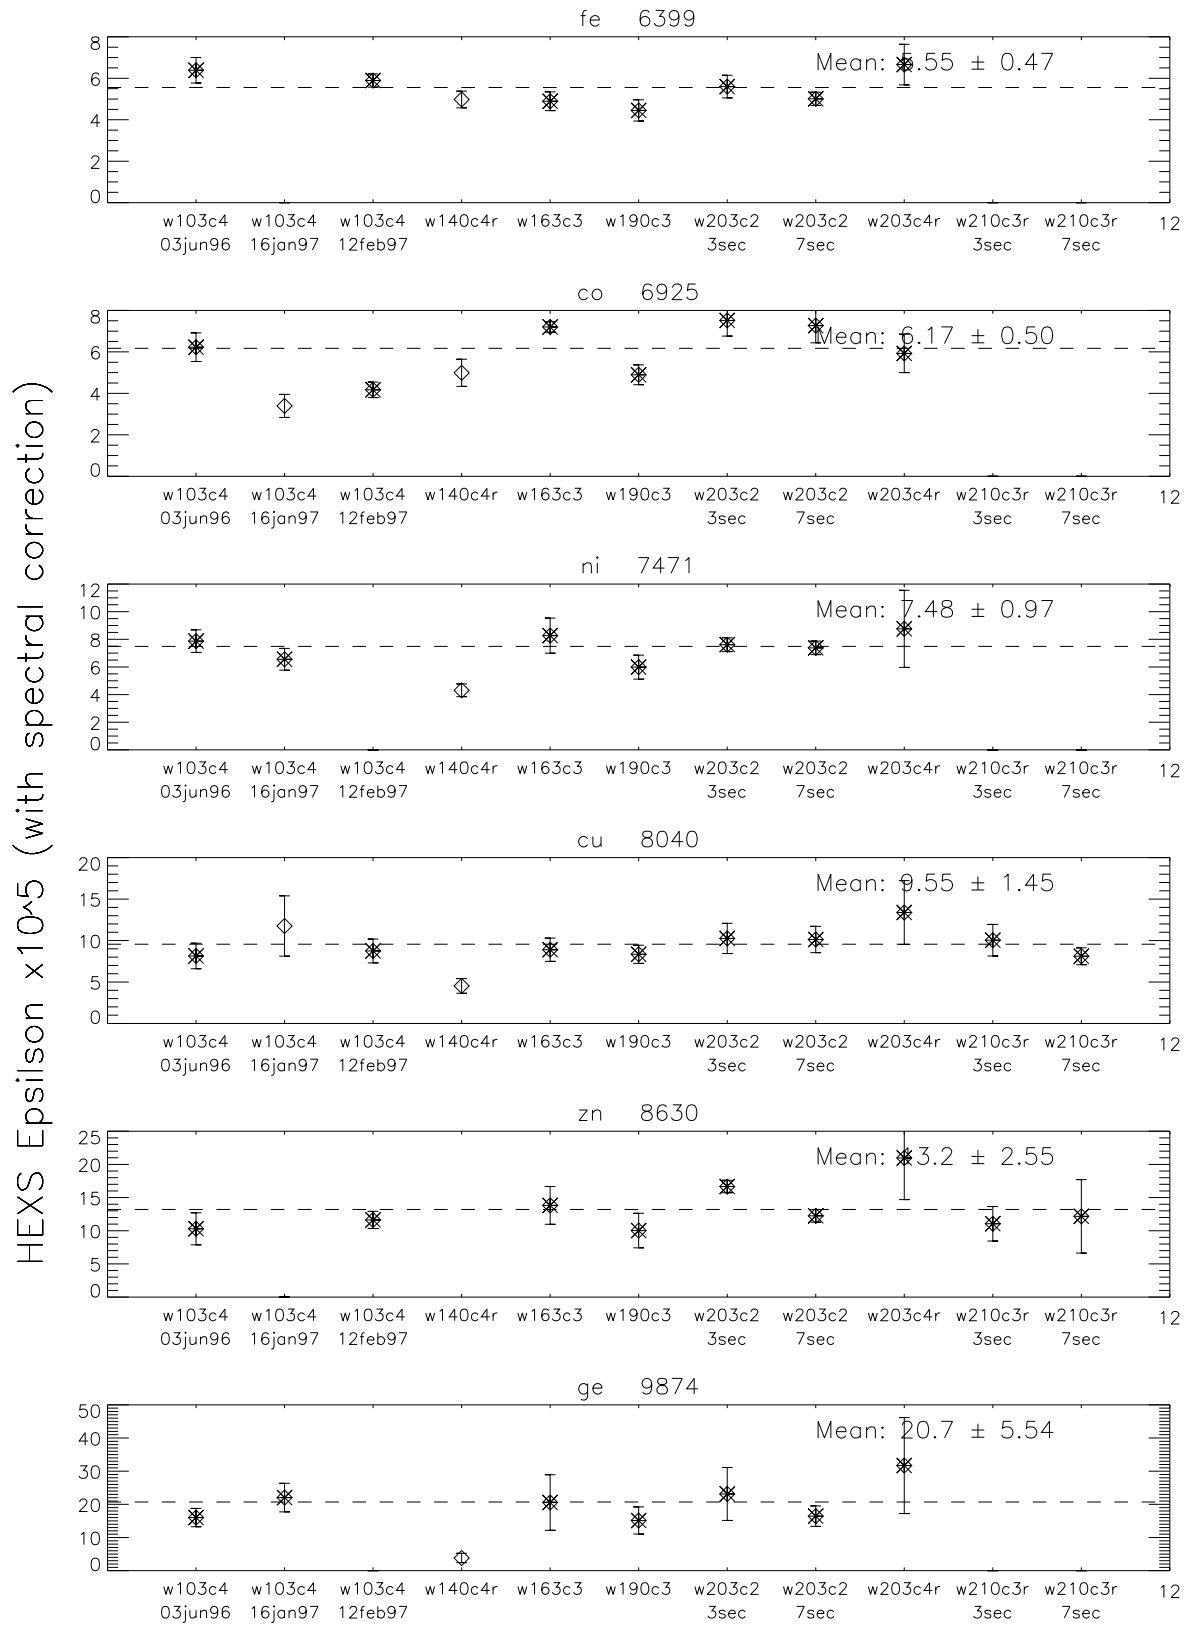 HEXS Epsilson x10^5 (with spectral correction)
fe 6399
Mean: 5.55 ± 0.47
8
6
4
2
0
w103c4 w103c4 w103c4 w140c4r w163c3 w190c3 w203c2 w203c2 w203c4r w210c3r w210c3r 12
03jun96 16jan97 12feb97 3sec 7sec 3sec 7sec
co 6925
Mean: 6.17 ± 0.50
8
6
4
2
0
w103c4 w103c4 w103c4 w140c4r w163c3 w190c3 w203c2 w203c2 w203c4r w210c3r w210c3r 12
03jun96 16jan97 12feb97 3sec 7sec 3sec 7sec
ni 7471
Mean: 7.48 ± 0.97
12
10
8
6
4
2
0
w103c4 w103c4 w103c4 w140c4r w163c3 w190c3 w203c2 w203c2 w203c4r w210c3r w210c3r 12
03jun96 16jan97 12feb97 3sec 7sec 3sec 7sec
cu 8040
Mean: 9.55 ± 1.45
20
15
10
5
0
w103c4 w103c4 w103c4 w140c4r w163c3 w190c3 w203c2 w203c2 w203c4r w210c3r w210c3r 12
03jun96 16jan97 12feb97 3sec 7sec 3sec 7sec
zn 8630
Mean: 13.2 ± 2.55
25
20
15
10
5
0
w103c4 w103c4 w103c4 w140c4r w163c3 w190c3 w203c2 w203c2 w203c4r w210c3r w210c3r 12
03jun96 16jan97 12feb97 3sec 7sec 3sec 7sec
ge 9874
Mean: 20.7 ± 5.54
50
40
30
20
10
0
w103c4 w103c4 w103c4 w140c4r w163c3 w190c3 w203c2 w203c2 w203c4r w210c3r w210c3r 12
03jun96 16jan97 12feb97 3sec 7sec 3sec 7sec